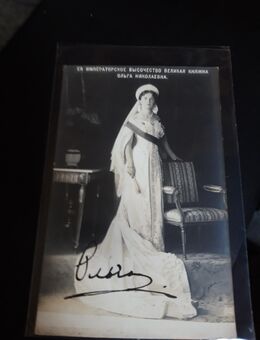 ЕЯ ИМПЕРАТОРСКОЕ ВЫСОЧЕСТВО ВЕЛИКАЯ КНЯЖНА
ОЛЬГА НИКОЛАЕВНА.
Ольга